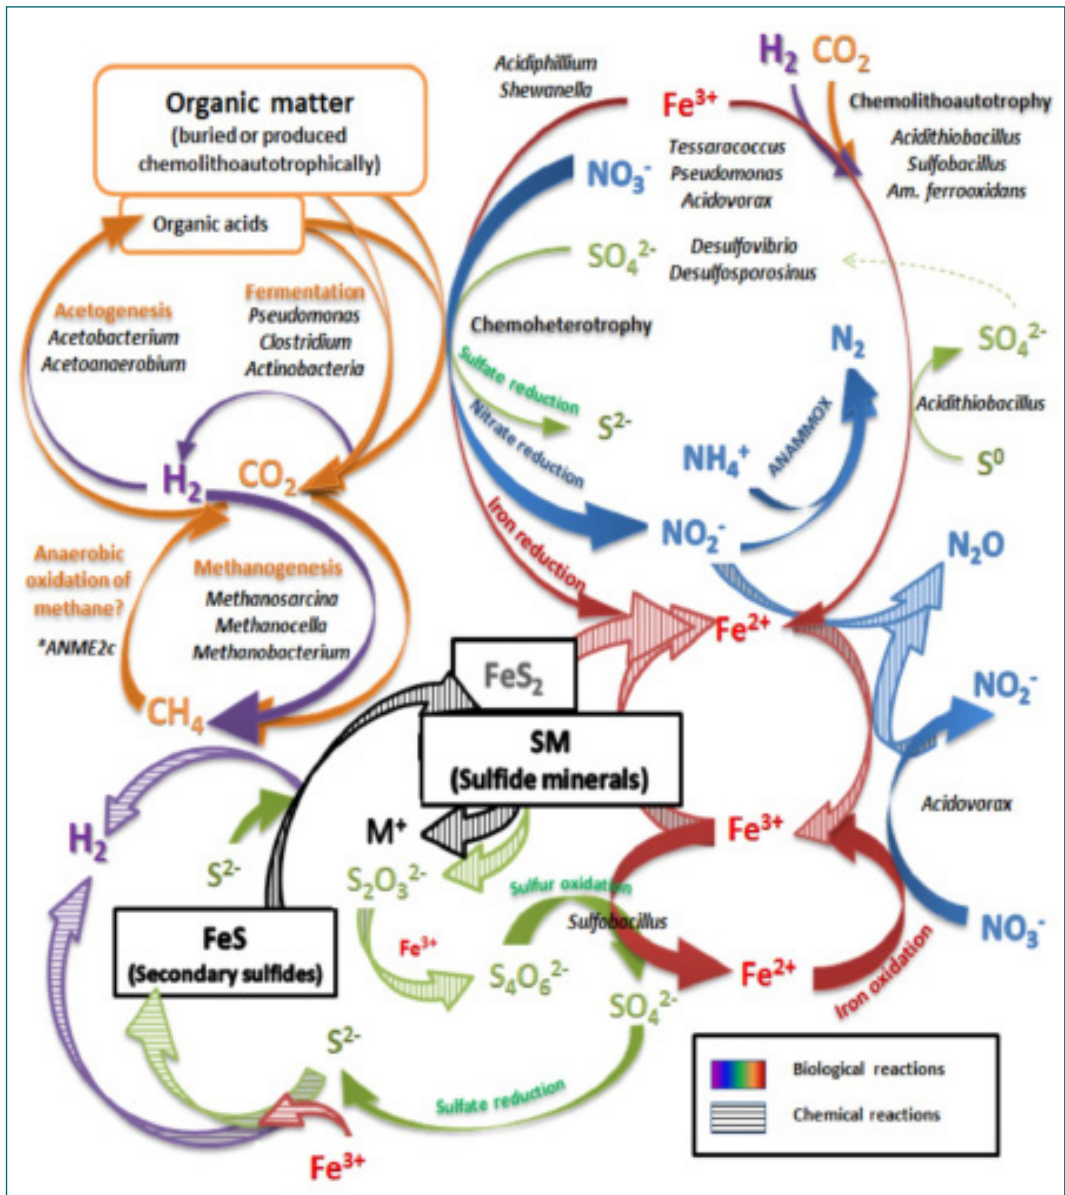 Organic matter
(buried or produced
chemolithoautotrophically)
Organic acids
Acetogenesis
Acetobacterium
Acetoanaerobium
Fermentation
Pseudomonas
Clostridium
Actinobacteria
H₂
CO₂
Anaerobic
oxidation of
methane?
*ANME2c
Methanogenesis
Methanosarcina
Methanocella
Methanobacterium
CH₄
Acidiphillium
Shewanella
Fe³⁺
H₂
CO₂
Chemolithoautotrophy
Acidithiobacillus
Sulfobacillus
Am. ferrooxidans
NO₃⁻
Tessaracoccus
Pseudomonas
Acidovorax
SO₄²⁻
Desulfovibrio
Desulfosporosinus
Chemoheterotrophy
Sulfate reduction
S²⁻
Nitrate reduction
Iron reduction
N₂
ANAMMOX
NH₄⁺
NO₂⁻
SO₄²⁻
Acidithiobacillus
S⁰
N₂O
Fe²⁺
NO₂⁻
Acidovorax
NO₃⁻
FeS₂
SM
(Sulfide minerals)
M⁺
Fe³⁺
S₂O₃²⁻
Sulfur oxidation
Sulfobacillus
Fe³⁺
S₄O₆²⁻
SO₄²⁻
Fe²⁺
Iron oxidation
H₂
S²⁻
FeS
(Secondary sulfides)
S²⁻
Sulfate reduction
Fe³⁺
Biological reactions
Chemical reactions